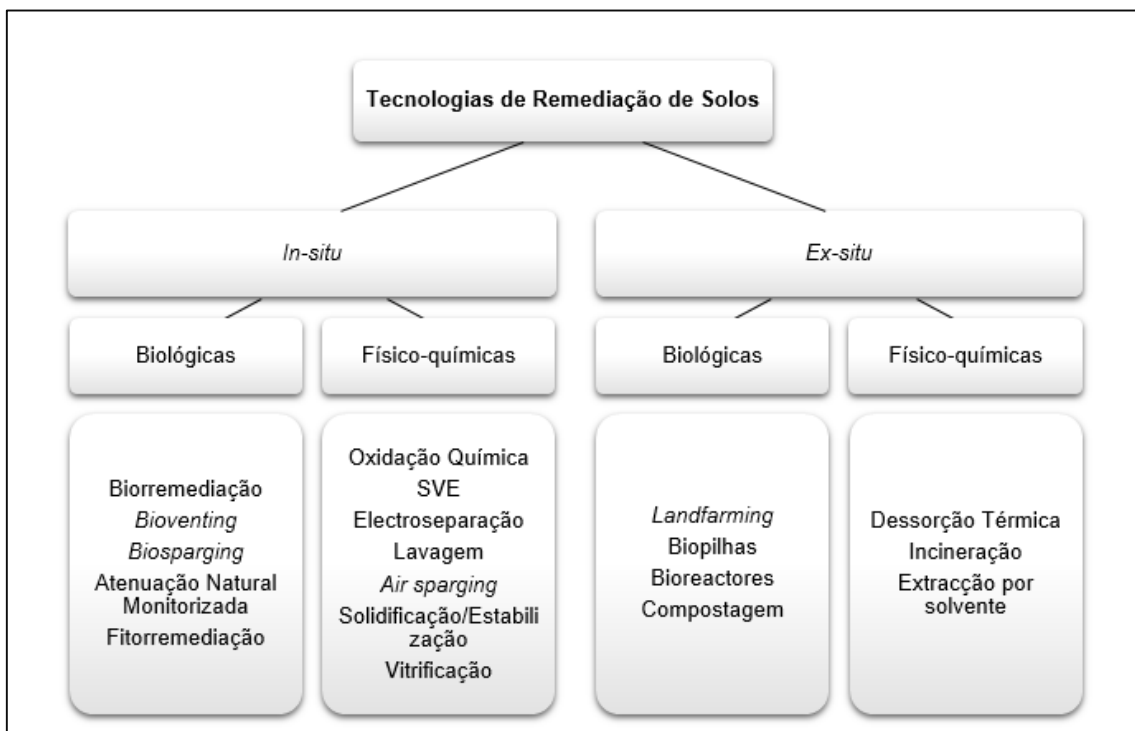 Tecnologias de Remediação de Solos
In-situ
Ex-situ
Biológicas
Físico-químicas
Biológicas
Físico-químicas
Biorremediação
Bioventing
Biosparging
Atenuação Natural
Monitorizada
Fitorremediação
Oxidação Química
SVE
Electroseparação
Lavagem
Air sparging
Solidificação/Estabili
zação
Vitrificação
Landfarming
Biopilhas
Bioreactores
Compostagem
Dessorção Térmica
Incineração
Extracção por
solvente